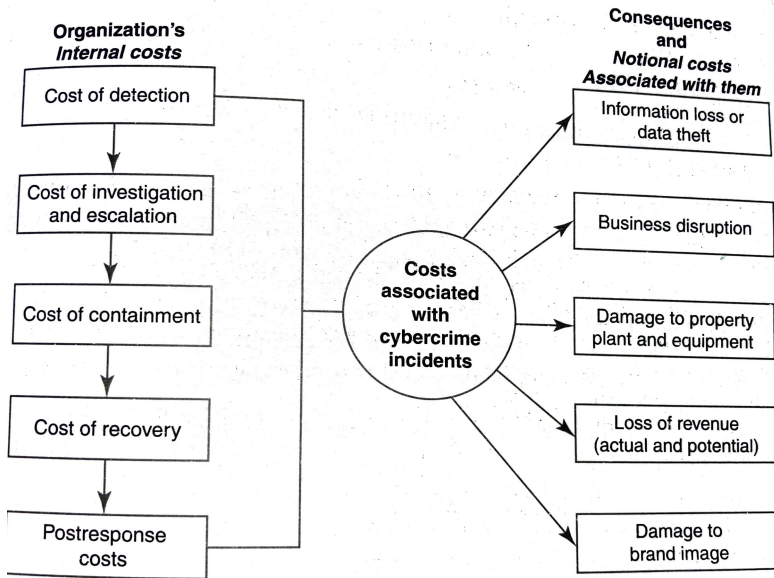 Organization's
Internal costs
Cost of detection
Cost of investigation
and escalation
Cost of containment
Cost of recovery
Postresponse
costs
Costs
associated
with
cybercrime
incidents
Consequences
and
Notional costs
Associated with them
Information loss or
data theft
Business disruption
Damage to property
plant and equipment
Loss of revenue
(actual and potential)
Damage to
brand image